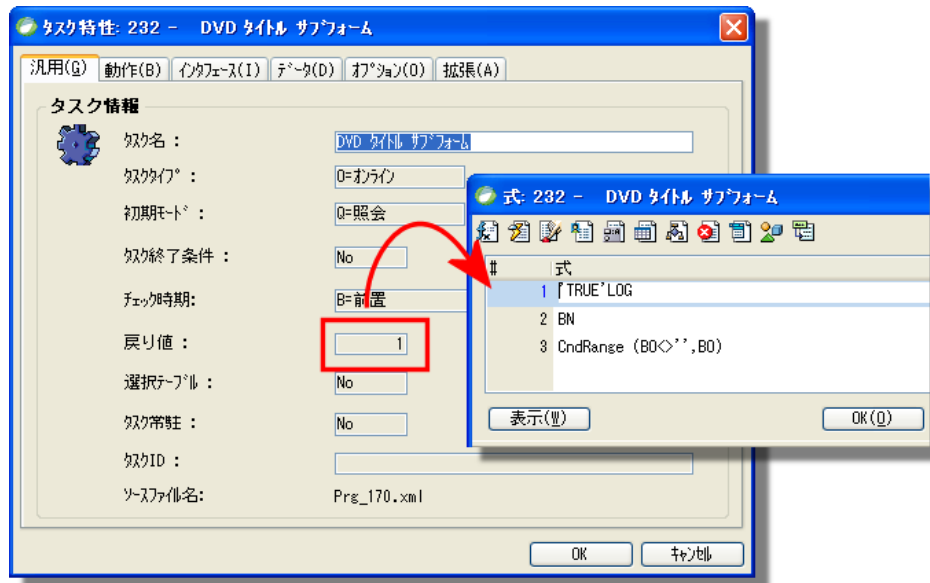 タスク特性: 232 - DVD タイトル サブフォーム
汎用(G) 動作(B) インタフェース(I) データ(D) オプション(O) 拡張(A)
タスク情報
タスク名 : DVD タイトル サブフォーム
タスクタイプ : O=オンライン
初期モード : Q=照会
タスク終了条件 : No
チェック時期: B=前置
戻り値 : 1
選択テーブル : No
タスク常駐 : No
タスクID :
ソースファイル名: Prg_170.xml
OK キャンセル
式: 232 - DVD タイトル サブフォーム
# 式
1 'TRUE'LOG
2 BN
3 CndRange (BO<>'',BO)
表示(W) OK(O)